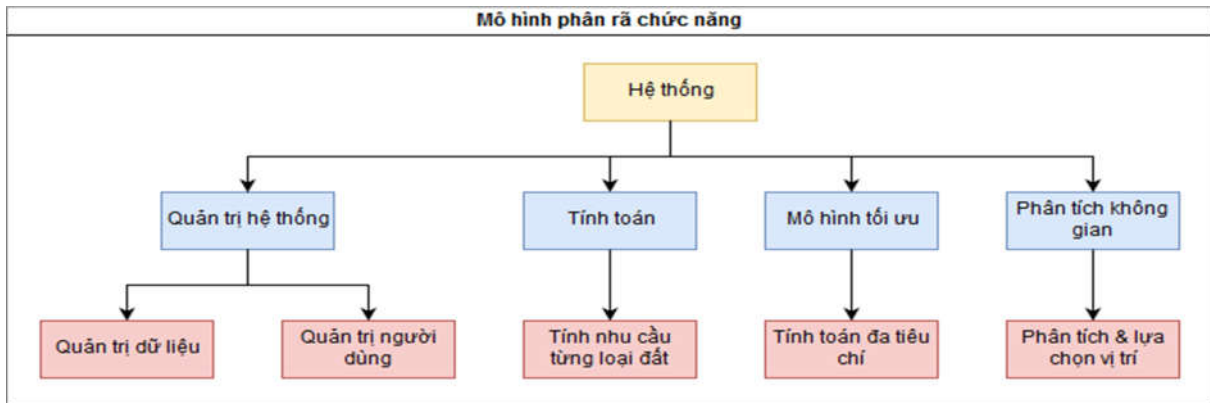 Mô hình phân rã chức năng
Hệ thống
Quản trị hệ thống
Tính toán
Mô hình tối ưu
Phân tích không
gian
Quản trị dữ liệu
Quản trị người
dùng
Tính nhu cầu
từng loại đất
Tính toán đa tiêu
chí
Phân tích & lựa
chọn vị trí